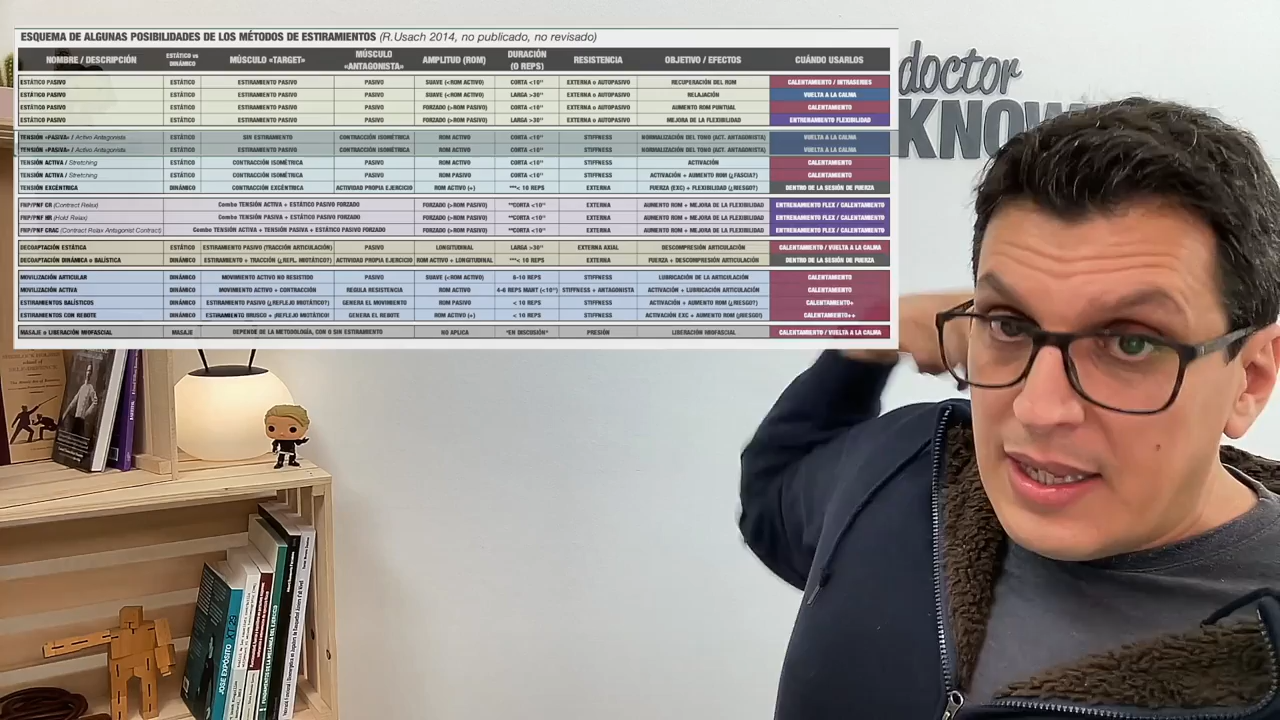 ESQUEMA DE ALGUNAS POSIBILIDADES DE LOS MÉTODOS DE ESTIRAMIENTOS (R.Usach 2014, no publicado, no revisado)
NOMBRE / DESCRIPCIÓN ESTÁTICO vs DINÁMICO MÚSCULO «TARGET» MÚSCULO «ANTAGONISTA» AMPLITUD (ROM) DURACIÓN (O REPS) RESISTENCIA OBJETIVO / EFECTOS CUÁNDO USARLOS
ESTÁTICO PASIVO ESTÁTICO ESTIRAMIENTO PASIVO PASIVO SUAVE (<ROM ACTIVO) CORTA <10" EXTERNA o AUTOPASIVO RECUPERACIÓN DEL ROM CALENTAMIENTO / INTRASERIES
ESTÁTICO PASIVO ESTÁTICO ESTIRAMIENTO PASIVO PASIVO SUAVE (<ROM ACTIVO) LARGA >30" EXTERNA o AUTOPASIVO RELAJACIÓN VUELTA A LA CALMA
ESTÁTICO PASIVO ESTÁTICO ESTIRAMIENTO PASIVO PASIVO FORZADO (>ROM PASIVO) CORTA <10" EXTERNA o AUTOPASIVO AUMENTO ROM PUNTUAL CALENTAMIENTO
ESTÁTICO PASIVO ESTÁTICO ESTIRAMIENTO PASIVO PASIVO FORZADO (>ROM PASIVO) LARGA >30" EXTERNA o AUTOPASIVO MEJORA DE LA FLEXIBILIDAD ENTRENAMIENTO FLEXIBILIDAD
TENSIÓN «PASIVA» / Activo Antagonista ESTÁTICO SIN ESTIRAMIENTO CONTRACCIÓN ISOMÉTRICA ROM ACTIVO CORTA <10" STIFFNESS NORMALIZACIÓN DEL TONO (ACT. ANTAGONISTA) VUELTA A LA CALMA
TENSIÓN «PASIVA» / Activo Antagonista ESTÁTICO ESTIRAMIENTO PASIVO CONTRACCIÓN ISOMÉTRICA ROM ACTIVO CORTA <10" STIFFNESS NORMALIZACIÓN DEL TONO (ACT. ANTAGONISTA) VUELTA A LA CALMA
TENSIÓN ACTIVA / Stretching ESTÁTICO CONTRACCIÓN ISOMÉTRICA PASIVO ROM ACTIVO CORTA <10" STIFFNESS ACTIVACIÓN CALENTAMIENTO
TENSIÓN ACTIVA / Stretching ESTÁTICO CONTRACCIÓN ISOMÉTRICA PASIVO ROM PASIVO CORTA <10" STIFFNESS ACTIVACIÓN + AUMENTO ROM (¿FASCIA?) CALENTAMIENTO
TENSIÓN EXCÉNTRICA DINÁMICO CONTRACCIÓN EXCÉNTRICA ACTIVIDAD PROPIA EJERCICIO ROM ACTIVO (+) ***< 10 REPS EXTERNA FUERZA (EXC) + FLEXIBILIDAD (¿RIESGO?) DENTRO DE LA SESIÓN DE FUERZA
FNP/PNF CR (Contract Relax) Combo TENSIÓN ACTIVA + ESTÁTICO PASIVO FORZADO FORZADO (>ROM PASIVO) **CORTA <10" EXTERNA AUMENTO ROM + MEJORA DE LA FLEXIBILIDAD ENTRENAMIENTO FLEX / CALENTAMIENTO
FNP/PNF HR (Hold Relax) Combo TENSIÓN PASIVA + ESTÁTICO PASIVO FORZADO FORZADO (>ROM PASIVO) **CORTA <10" EXTERNA AUMENTO ROM + MEJORA DE LA FLEXIBILIDAD ENTRENAMIENTO FLEX / CALENTAMIENTO
FNP/PNF CRAC (Contract Relax Antagonist Contract) Combo TENSIÓN ACTIVA + TENSIÓN PASIVA + ESTÁTICO PASIVO FORZADO FORZADO (>ROM PASIVO) **CORTA <10" EXTERNA AUMENTO ROM + MEJORA DE LA FLEXIBILIDAD ENTRENAMIENTO FLEX / CALENTAMIENTO
DECOAPTACIÓN ESTÁTICA ESTÁTICO ESTIRAMIENTO PASIVO (TRACCIÓN ARTICULACIÓN) PASIVO LONGITUDINAL LARGA >30" EXTERNA AXIAL DESCOMPRESIÓN ARTICULACIÓN CALENTAMIENTO / VUELTA A LA CALMA
DECOAPTACIÓN DINÁMICA o BALÍSTICA DINÁMICO ESTIRAMIENTO + TRACCIÓN (¿REFL. MIOTÁTICO?) ACTIVIDAD PROPIA EJERCICIO ROM ACTIVO + LONGITUDINAL **< 10 REPS EXTERNA FUERZA + DESCOMPRESIÓN ARTICULACIÓN DENTRO DE LA SESIÓN DE FUERZA
MOVILIZACIÓN ARTICULAR DINÁMICO MOVIMIENTO ACTIVO NO RESISTIDO PASIVO SUAVE (<ROM ACTIVO) 8-10 REPS STIFFNESS LUBRICACIÓN DE LA ARTICULACIÓN CALENTAMIENTO
MOVILIZACIÓN ACTIVA DINÁMICO MOVIMIENTO ACTIVO + CONTRACCIÓN REGULA RESISTENCIA ROM ACTIVO 4-6 REPS MANT (<10") STIFFNESS + ANTAGONISTA ACTIVACIÓN + LUBRICACIÓN ARTICULACIÓN CALENTAMIENTO
ESTIRAMIENTOS BALÍSTICOS DINÁMICO ESTIRAMIENTO PASIVO (¿REFLEJO MIOTÁTICO?) GENERA EL MOVIMIENTO ROM PASIVO < 10 REPS STIFFNESS ACTIVACIÓN + AUMENTO ROM (¿RIESGO?) CALENTAMIENTO+
ESTIRAMIENTOS CON REBOTE DINÁMICO ESTIRAMIENTO BRUSCO + ¡REFLEJO MIOTÁTICO! GENERA EL REBOTE ROM ACTIVO (+) < 10 REPS STIFFNESS ACTIVACIÓN EXC + AUMENTO ROM (¡RIESGO!) CALENTAMIENTO++
MASAJE o LIBERACIÓN MIOFASCIAL MASAJE DEPENDE DE LA METODOLOGÍA, CON O SIN ESTIRAMIENTO NO APLICA "EN DISCUSIÓN" PRESIÓN LIBERACIÓN MIOFASCIAL CALENTAMIENTO / VUELTA A LA CALMA
doctor
JOSÉ EXPÓSITO